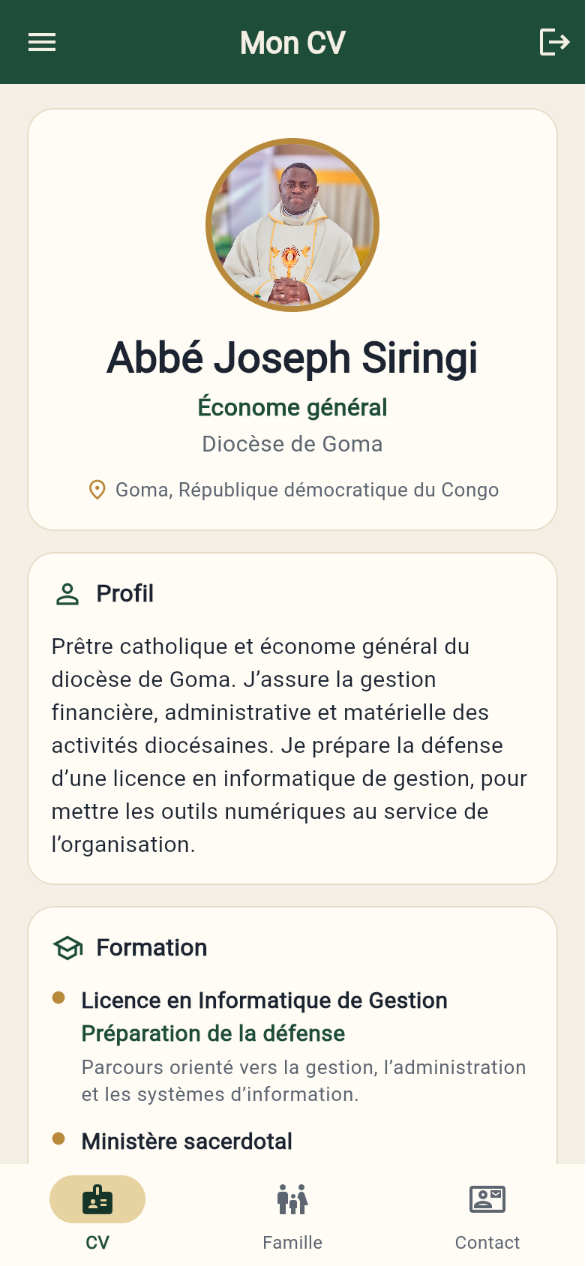 Mon CV
Abbé Joseph Siringi
Économe général
Diocèse de Goma
Goma, République démocratique du Congo
Profil
Prêtre catholique et économe général du
diocèse de Goma. J’assure la gestion
financière, administrative et matérielle des
activités diocésaines. Je prépare la défense
d’une licence en informatique de gestion, pour
mettre les outils numériques au service de
l’organisation.
Formation
Licence en Informatique de Gestion
Préparation de la défense
Parcours orienté vers la gestion, l’administration
et les systèmes d’information.
Ministère sacerdotal
CV
Famille
Contact